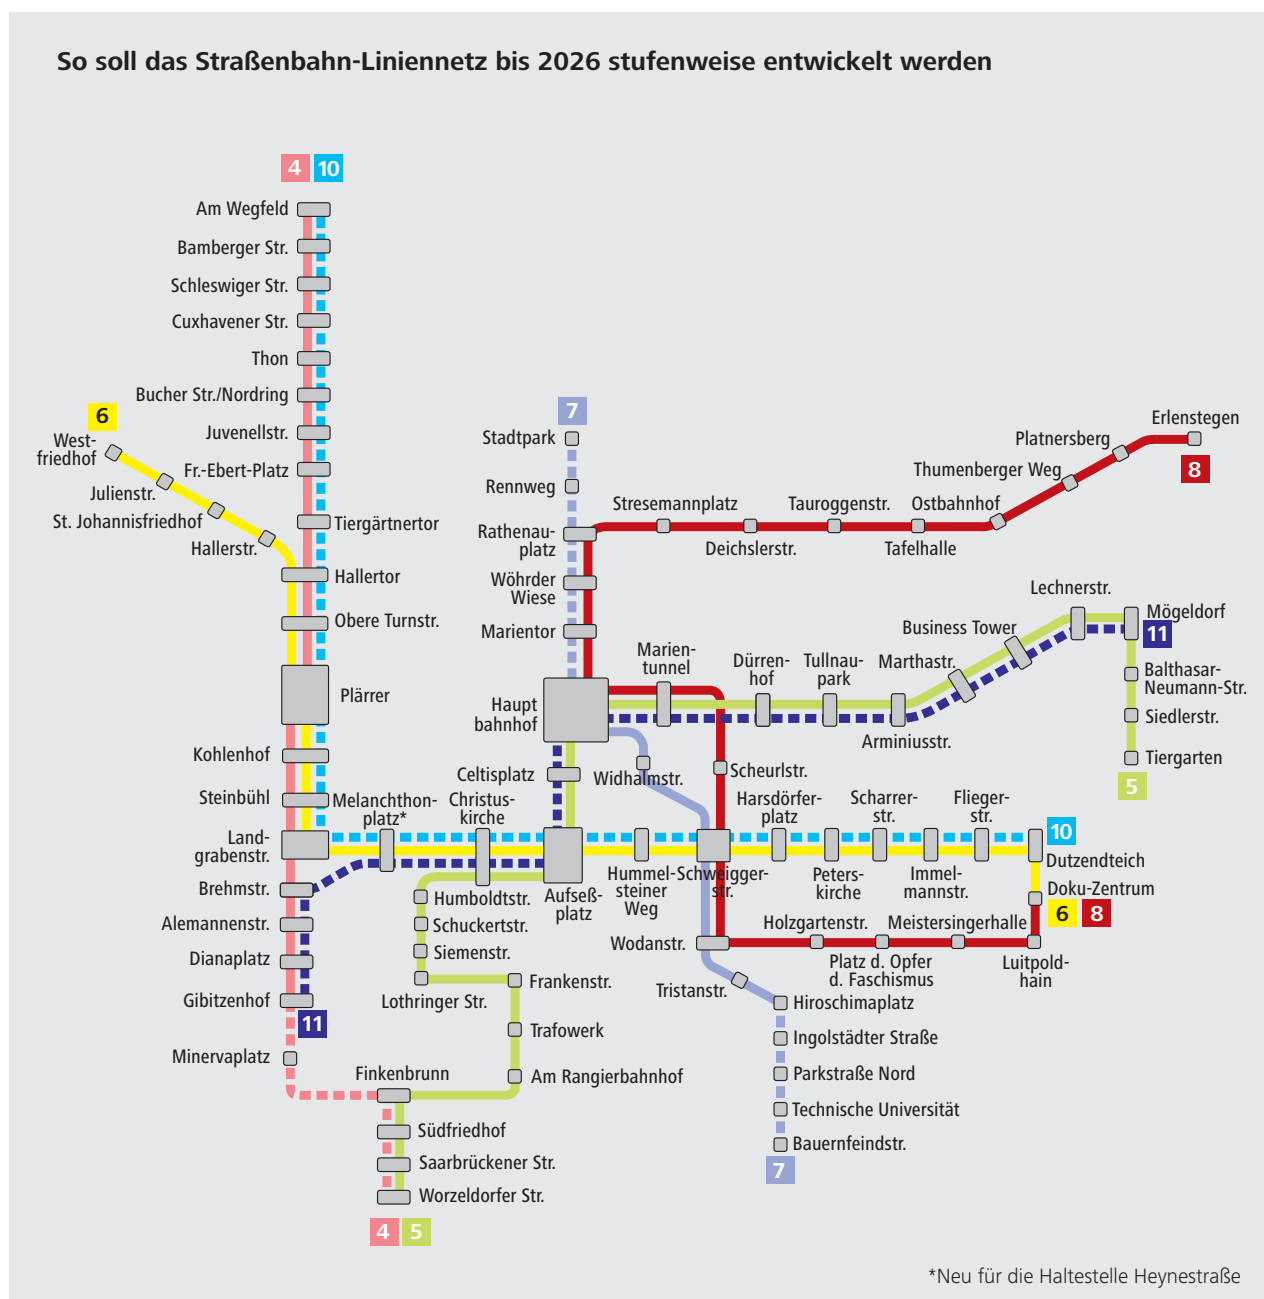 So soll das Straßenbahn-Liniennetz bis 2026 stufenweise entwickelt werden
4 10
Am Wegfeld
Bamberger Str.
Schleswiger Str.
Cuxhavener Str.
Thon
Bucher Str./Nordring
Juvenellstr.
Fr.-Ebert-Platz
Tiergärtnertor
6
West-
friedhof
Julienstr.
St. Johannisfriedhof
Hallerstr.
Hallertor
Obere Turnstr.
Plärrer
Kohlenhof
Steinbühl
Land-
grabenstr.
Brehmstr.
Alemannenstr.
Dianaplatz
Gibitzenhof
11
Minervaplatz
Finkenbrunn
Südfriedhof
Saarbrückener Str.
Worzeldorfer Str.
4 5
7
Stadtpark
Rennweg
Rathenau-
platz
Wöhrder
Wiese
Marientor
Haupt
bahnhof
Celtisplatz
Melanchthon-
platz*
Christus-
kirche
Aufseß-
platz
Humboldtstr.
Schuckertstr.
Siemenstr.
Lothringer Str.
Frankenstr.
Trafowerk
Am Rangierbahnhof
Stresemannplatz
Deichslerstr.
Tauroggenstr.
Tafelhalle
Ostbahnhof
Thumenberger Weg
Platnersberg
Erlenstegen
8
Marien-
tunnel
Dürren-
hof
Tullnau-
park
Arminiusstr.
Marthastr.
Business Tower
Lechnerstr.
Mögeldorf
11
Balthasar-
Neumann-Str.
Siedlerstr.
Tiergarten
5
Widhalmstr.
Scheurlstr.
Hummel-
steiner
Weg
Schweigger-
str.
Harsdörfer-
platz
Peters-
kirche
Scharrer-
str.
Immel-
mannstr.
Flieger-
str.
10
Dutzendteich
Doku-Zentrum
6 8
Wodanstr.
Holzgartenstr.
Platz d. Opfer
d. Faschismus
Meistersingerhalle
Luitpold-
hain
Tristanstr.
Hiroschimaplatz
Ingolstädter Straße
Parkstraße Nord
Technische Universität
Bauernfeindstr.
7
*Neu für die Haltestelle Heynestraße